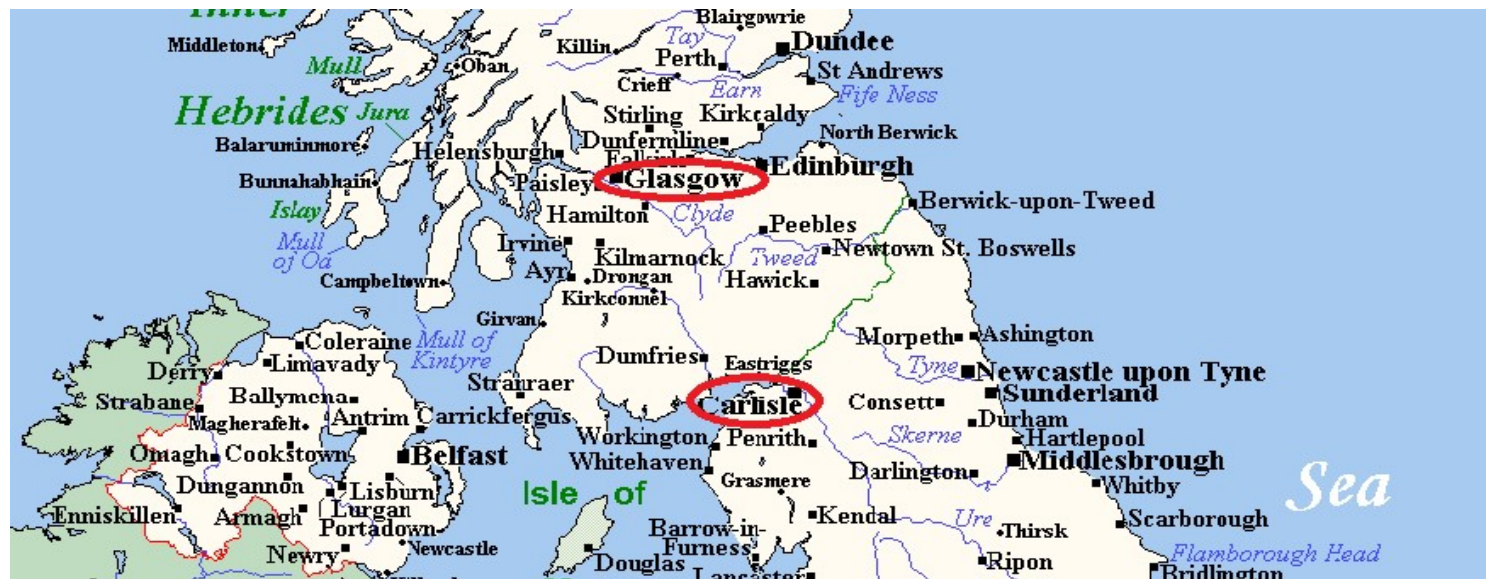 Inner
Blairgowrie
Middleton
Killin
Tay
Dundee
Perth
Mull
Oban
Crieff
Earn
St Andrews
Fife Ness
Hebrides
Jura
Stirling
Kirkcaldy
Balaruminmore
Dunfermline
North Berwick
Helensburgh
Falkirk
Edinburgh
Bunnahabhain
Paisley
Glasgow
Islay
Hamilton
Clyde
Berwick-upon-Tweed
Mull
of Oa
Irvine
Peebles
Kilmarnock
Tweed
Newtown St. Boswells
Campbeltown
Ayr
Drongan
Hawick
Kirkconnel
Girvan
Mull of
Kintyre
Morpeth
Ashington
Coleraine
Limavady
Derry
Dumfries
Eastriggs
Tyne
Newcastle upon Tyne
Stranraer
Sunderland
Strabane
Ballymena
Carlisle
Consett
Magherafelt
Antrim
Carrickfergus
Durham
Workington
Penrith
Skerne
Hartlepool
Omagh
Cookstown
Belfast
Whitehaven
Darlington
Middlesbrough
Dungannon
Lisburn
Isle of
Grasmere
Whitby
Sea
Lurgan
Enniskillen
Armagh
Portadown
Kendal
Ure
Thirsk
Scarborough
Newry
Newcastle
Barrow-in-
Furness
Douglas
Ripon
Flamborough Head
Lancaster
Bridlington